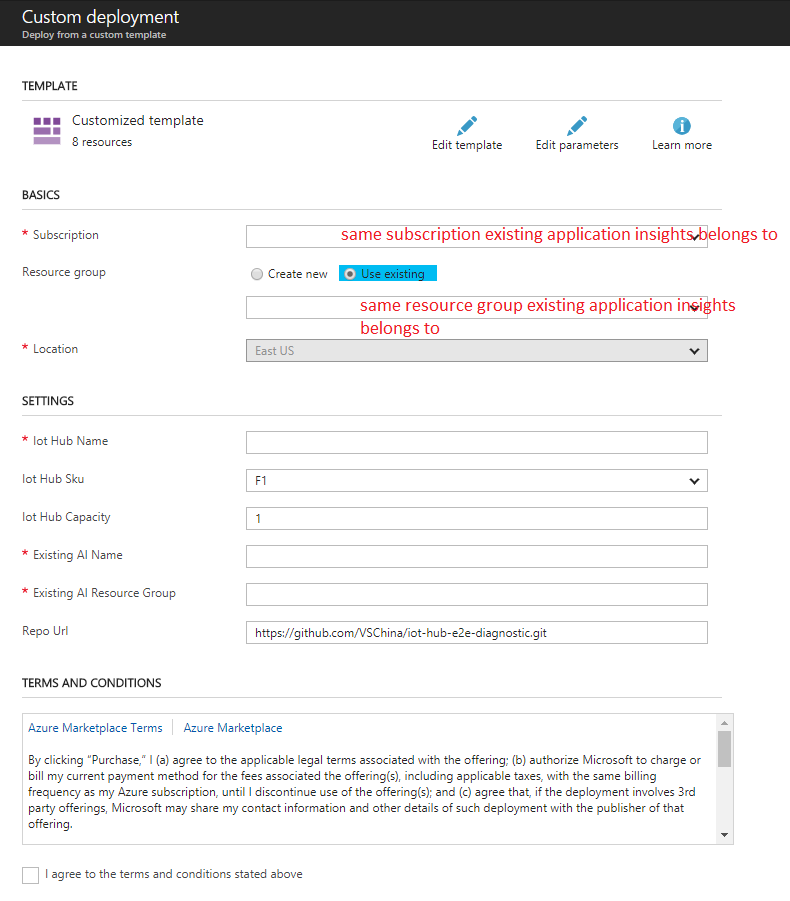 Custom deployment
Deploy from a custom template
TEMPLATE
Customized template
8 resources
Edit template
Edit parameters
Learn more
BASICS
* Subscription
same subscription existing application insights belongs to
Resource group
Create new
Use existing
same resource group existing application insights
belongs to
* Location
East US
SETTINGS
* Iot Hub Name
Iot Hub Sku
F1
Iot Hub Capacity
1
* Existing AI Name
* Existing AI Resource Group
Repo Url
https://github.com/VSChina/iot-hub-e2e-diagnostic.git
TERMS AND CONDITIONS
Azure Marketplace Terms
Azure Marketplace
By clicking “Purchase,” I (a) agree to the applicable legal terms associated with the offering; (b) authorize Microsoft to charge or
bill my current payment method for the fees associated the offering(s), including applicable taxes, with the same billing
frequency as my Azure subscription, until I discontinue use of the offering(s); and (c) agree that, if the deployment involves 3rd
party offerings, Microsoft may share my contact information and other details of such deployment with the publisher of that
offering.
I agree to the terms and conditions stated above